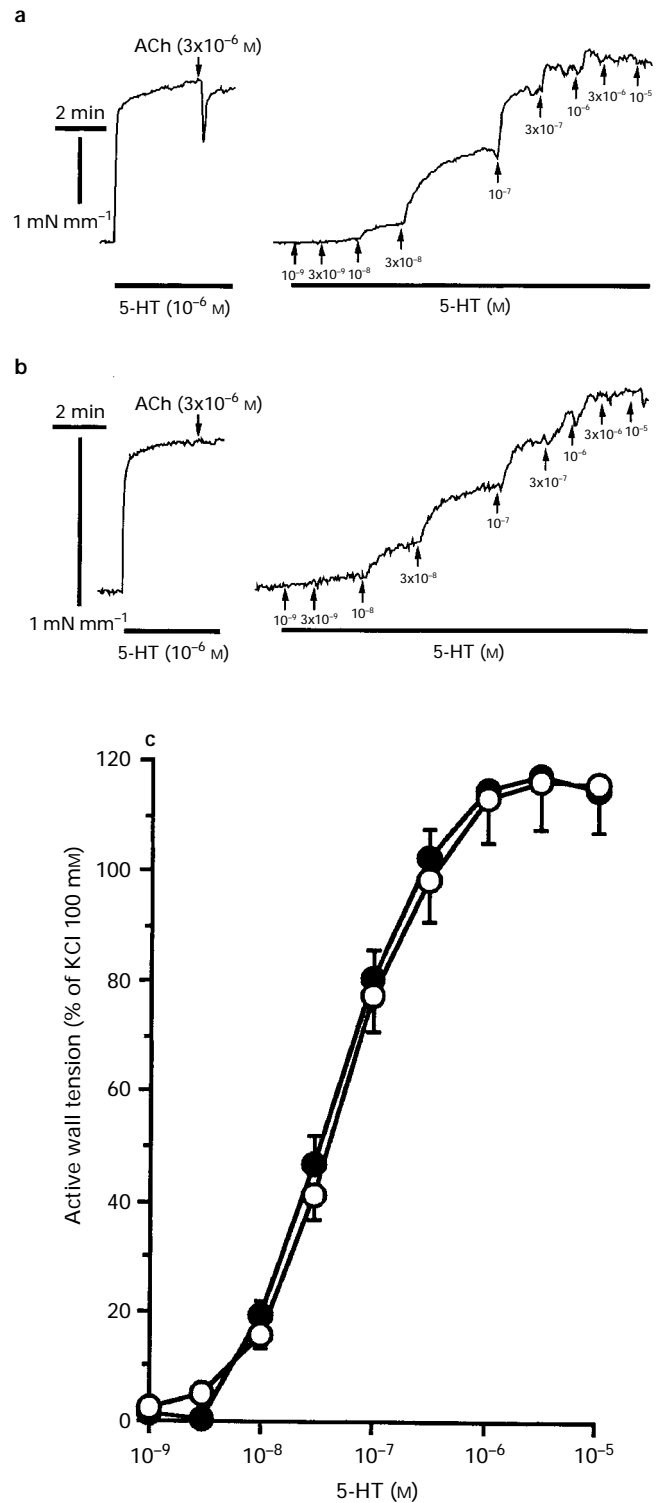 a
ACh (3x10⁻⁶ M)
2 min
1 mN mm⁻¹
10⁻⁹ 3x10⁻⁹ 10⁻⁸ 3x10⁻⁸ 10⁻⁷ 3x10⁻⁷ 10⁻⁶ 3x10⁻⁶ 10⁻⁵
5-HT (10⁻⁶ M)
5-HT (M)
b
ACh (3x10⁻⁶ M)
2 min
1 mN mm⁻¹
10⁻⁹ 3x10⁻⁹ 10⁻⁸ 3x10⁻⁸ 10⁻⁷ 3x10⁻⁷ 10⁻⁶ 3x10⁻⁶ 10⁻⁵
5-HT (10⁻⁶ M)
5-HT (M)
c
Active wall tension (% of KCl 100 mM)
120
100
80
60
40
20
0
10⁻⁹ 10⁻⁸ 10⁻⁷ 10⁻⁶ 10⁻⁵
5-HT (M)